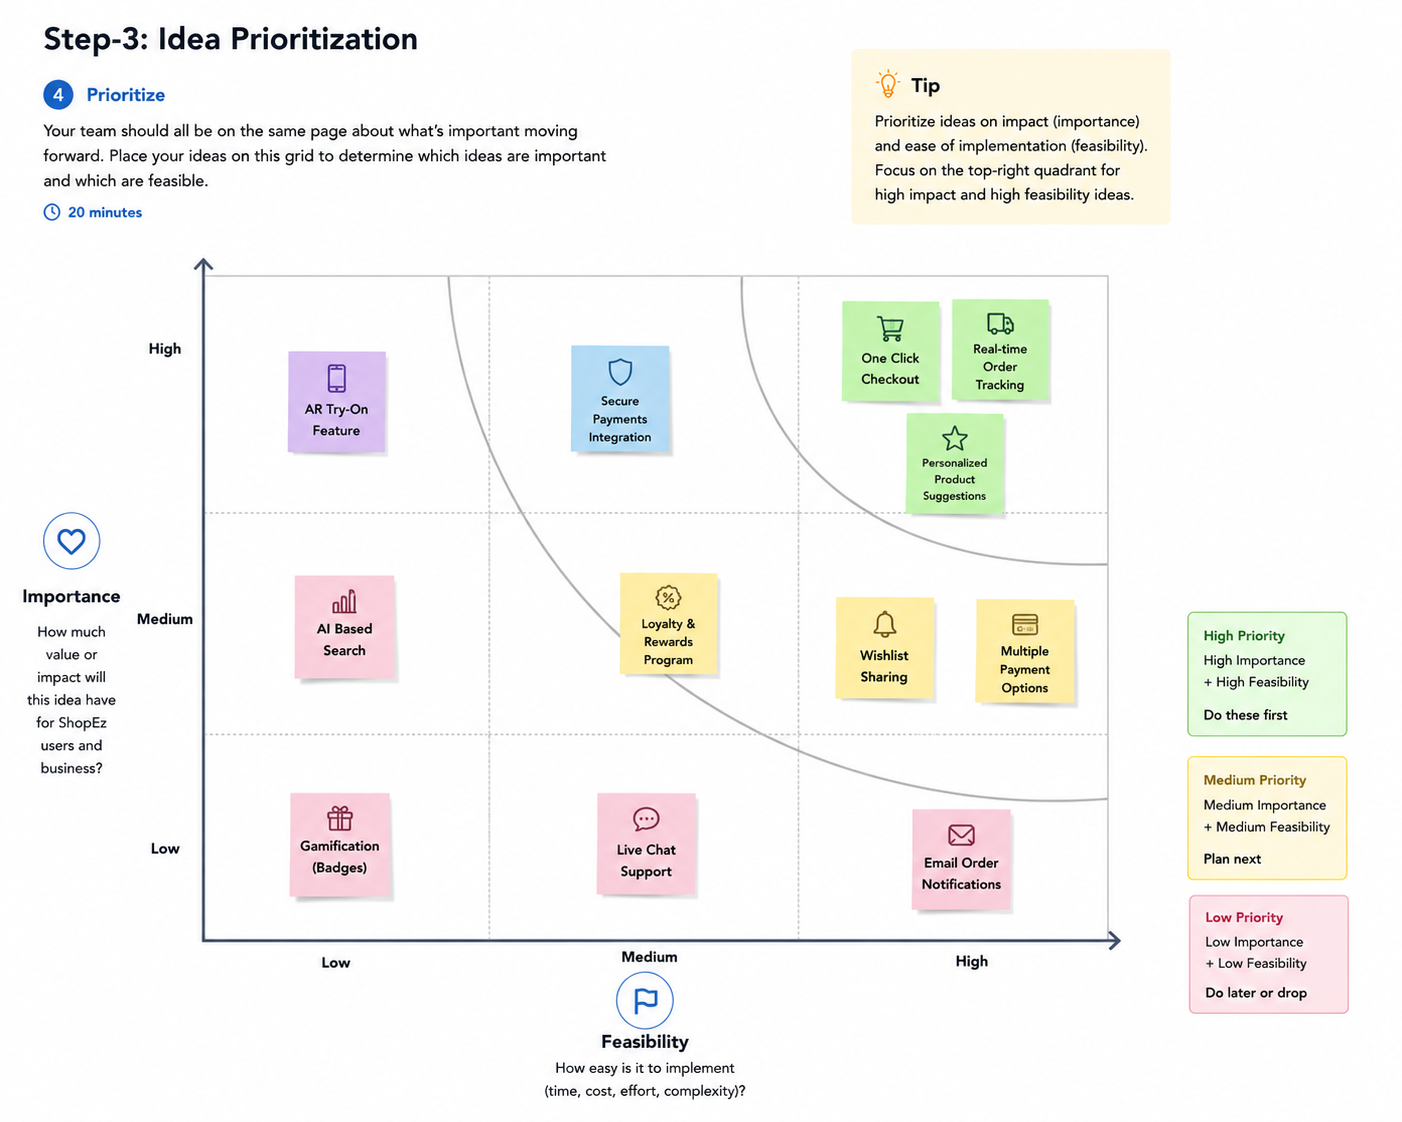 Step-3: Idea Prioritization
4
Prioritize
Your team should all be on the same page about what's important moving
forward. Place your ideas on this grid to determine which ideas are important
and which are feasible.
20 minutes
Tip
Prioritize ideas on impact (importance)
and ease of implementation (feasibility).
Focus on the top-right quadrant for
high impact and high feasibility ideas.
High
AR Try-On
Feature
Secure
Payments
Integration
One Click
Checkout
Real-time
Order
Tracking
Personalized
Product
Suggestions
Importance
How much
value or
impact will
this idea have
for ShopEz
users and
business?
Medium
AI Based
Search
%
Loyalty &
Rewards
Program
Wishlist
Sharing
Multiple
Payment
Options
Low
Gamification
(Badges)
Live Chat
Support
Email Order
Notifications
High Priority
High Importance
+ High Feasibility
Do these first
Medium Priority
Medium Importance
+ Medium Feasibility
Plan next
Low Priority
Low Importance
+ Low Feasibility
Do later or drop
Low
Medium
High
Feasibility
How easy is it to implement
(time, cost, effort, complexity)?